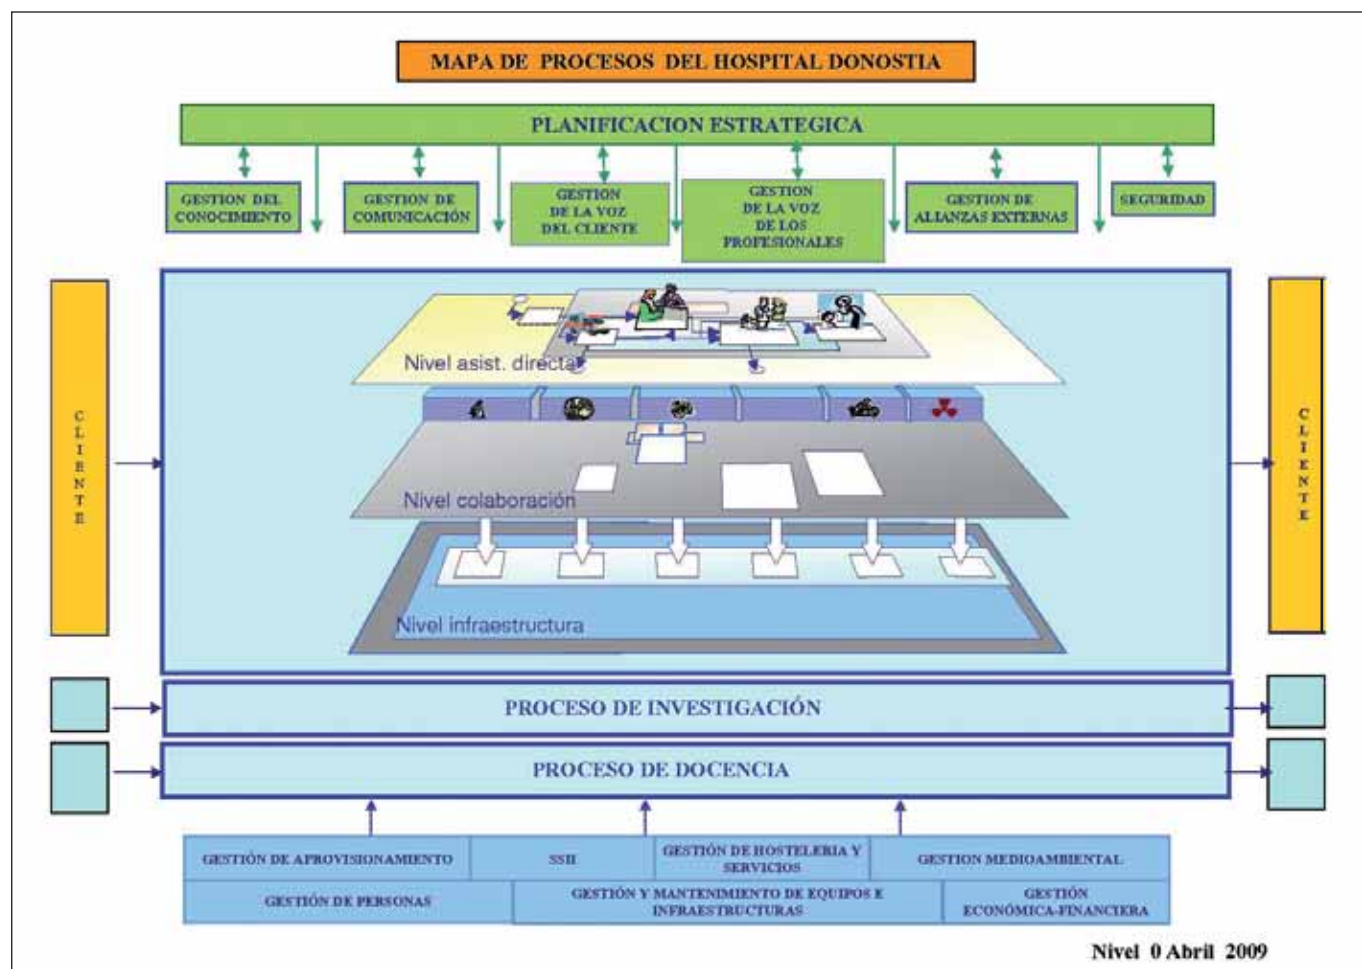 MAPA DE PROCESOS DEL HOSPITAL DONOSTIA
PLANIFICACION ESTRATEGICA
GESTION DEL
CONOCIMIENTO
GESTION DE
COMUNICACIÓN
GESTION
DE LA VOZ
DEL CLIENTE
GESTION
DE LA VOZ
DE LOS
PROFESIONALES
GESTION DE
ALIANZAS EXTERNAS
SEGURIDAD
CLIENTE
Nivel asist. directa
Nivel colaboración
Nivel infraestructura
CLIENTE
PROCESO DE INVESTIGACIÓN
PROCESO DE DOCENCIA
GESTIÓN DE APROVISIONAMIENTO
SSII
GESTIÓN DE HOSTELERIA Y
SERVICIOS
GESTION MEDIOAMBIENTAL
GESTIÓN DE PERSONAS
GESTIÓN Y MANTENIMIENTO DE EQUIPOS E
INFRAESTRUCTURAS
GESTIÓN
ECONÓMICA-FINANCIERA
Nivel 0 Abril 2009